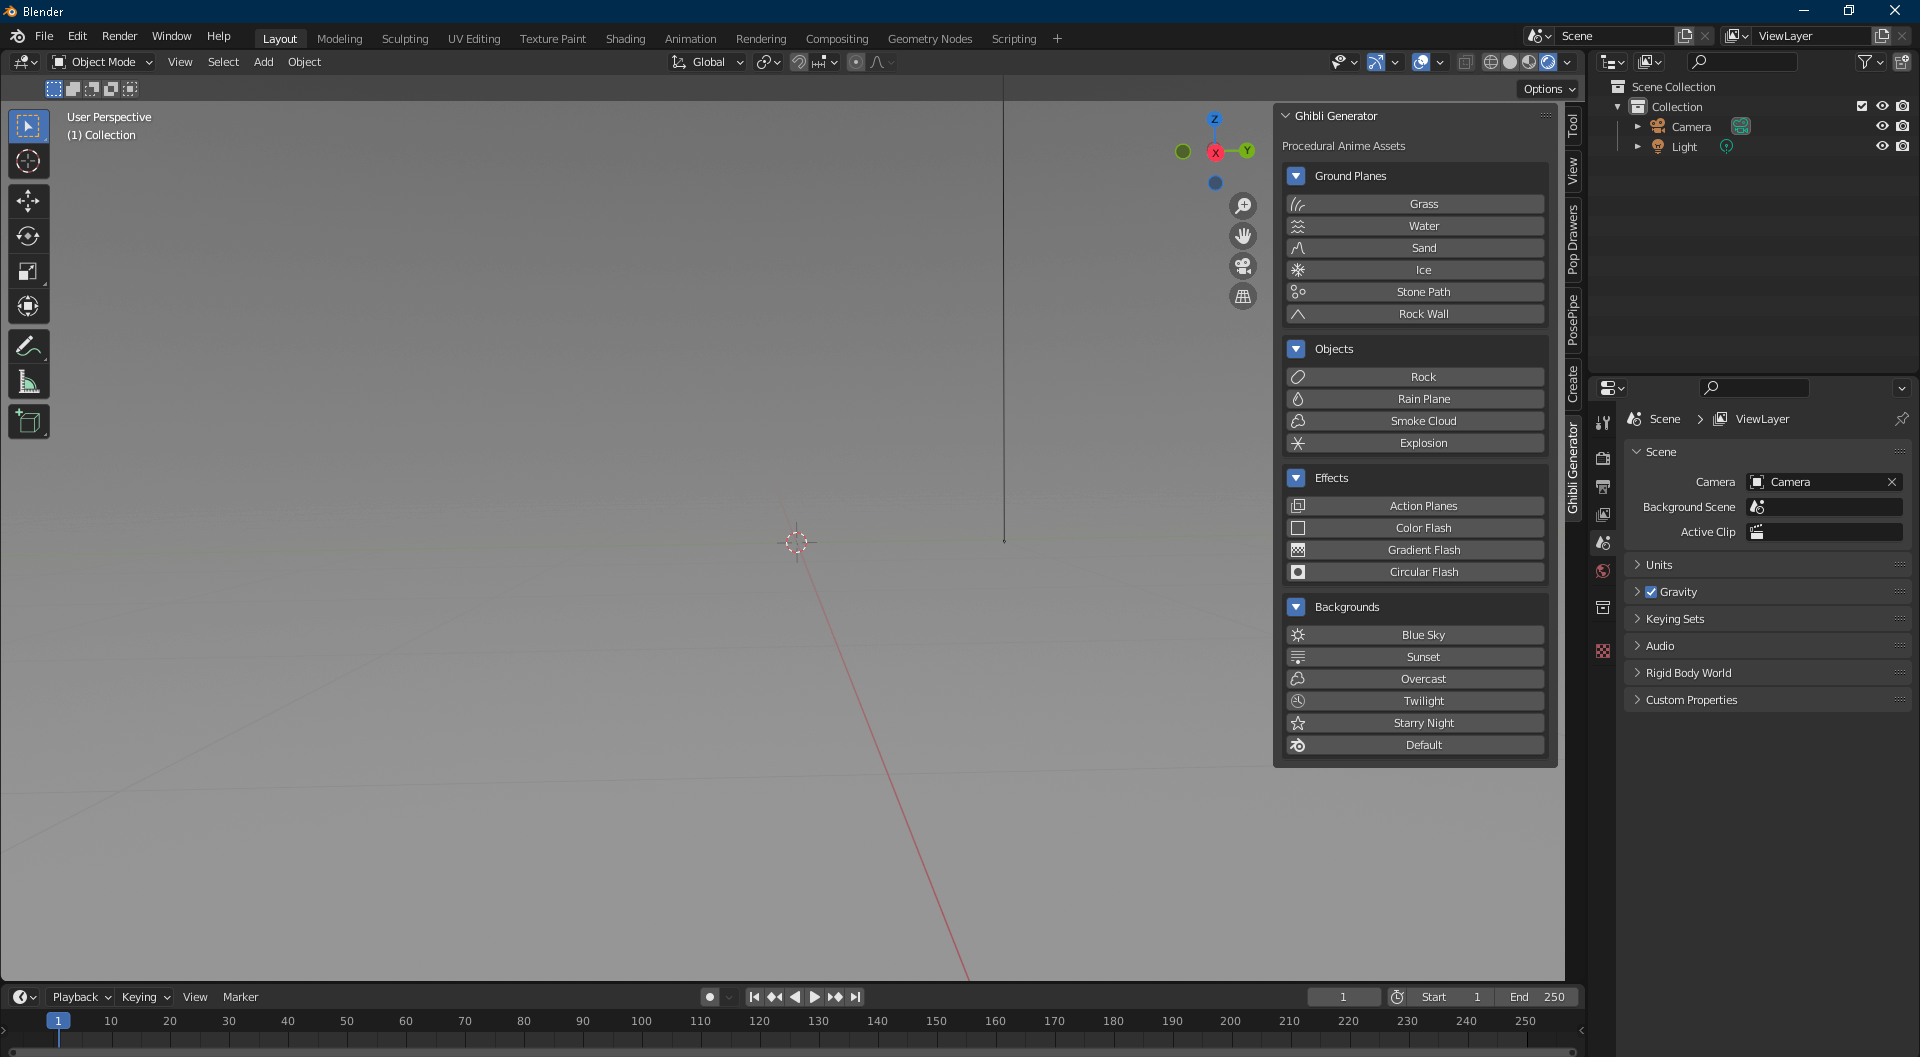 Blender
File Edit Render Window Help Layout Modeling Sculpting UV Editing Texture Paint Shading Animation Rendering Compositing Geometry Nodes Scripting + Scene ViewLayer
Object Mode View Select Add Object Global
Options
User Perspective
(1) Collection
Z
X
Y
Ghibli Generator
Procedural Anime Assets
Ground Planes
Grass
Water
Sand
Ice
Stone Path
Rock Wall
Objects
Rock
Rain Plane
Smoke Cloud
Explosion
Effects
Action Planes
Color Flash
Gradient Flash
Circular Flash
Backgrounds
Blue Sky
Sunset
Overcast
Twilight
Starry Night
Default
Tool
View
Pop Drawers
PosePipe
Create
Ghibli Generator
Scene Collection
Collection
Camera
Light
Scene ViewLayer
Scene
Camera Camera
Background Scene
Active Clip
Units
Gravity
Keying Sets
Audio
Rigid Body World
Custom Properties
Playback Keying View Marker 1 Start 1 End 250
1 10 20 30 40 50 60 70 80 90 100 110 120 130 140 150 160 170 180 190 200 210 220 230 240 250